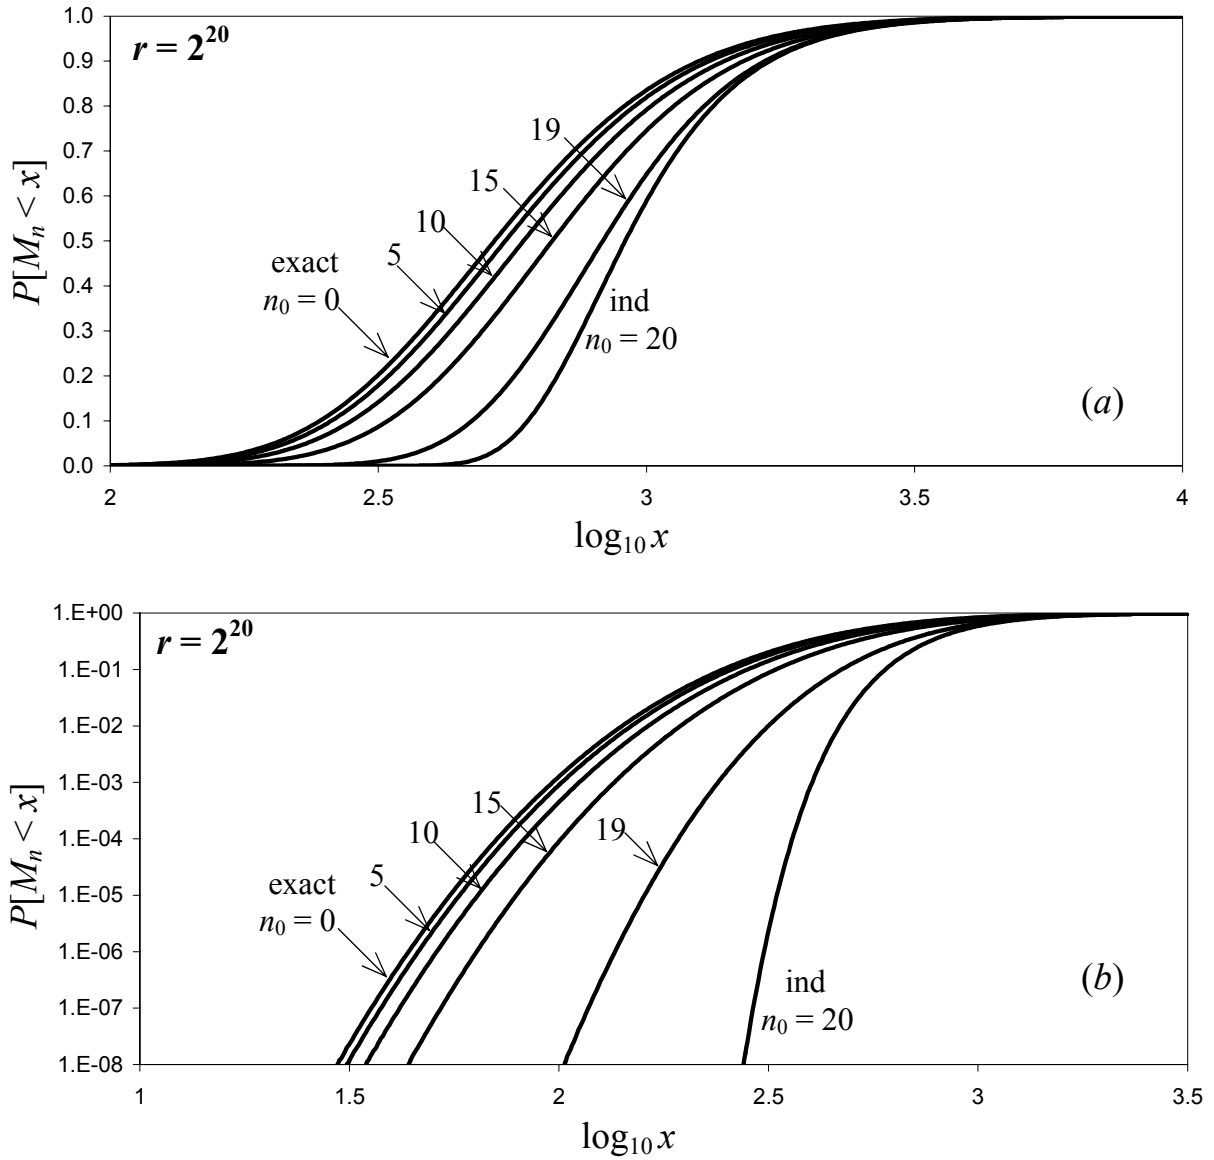 r = 2^20
1.0
0.9
0.8
0.7
0.6
0.5
0.4
0.3
0.2
0.1
0.0
P[M_n < x]
19
15
10
5
exact
n_0 = 0
ind
n_0 = 20
(a)
2
2.5
3
3.5
4
log_10 x
r = 2^20
1.E+00
1.E-01
1.E-02
1.E-03
1.E-04
1.E-05
1.E-06
1.E-07
1.E-08
P[M_n < x]
15
10
19
5
exact
n_0 = 0
ind
n_0 = 20
(b)
1
1.5
2
2.5
3
3.5
log_10 x